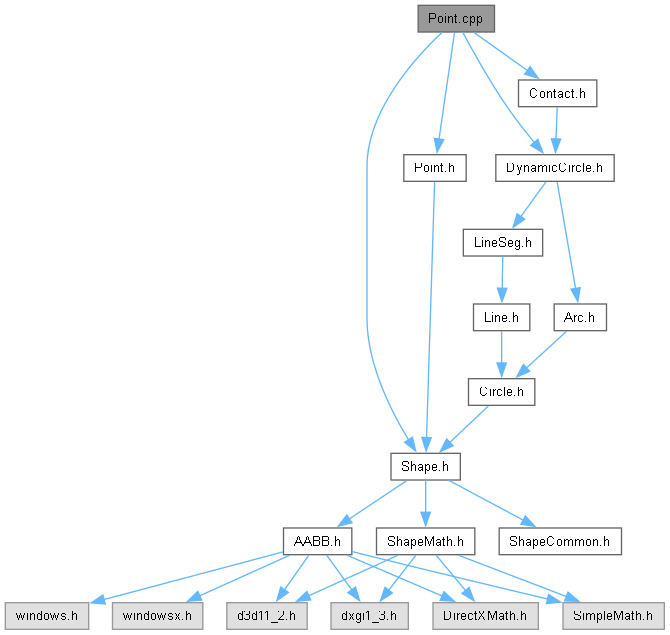 Point.cpp
Contact.h
Point.h
DynamicCircle.h
LineSeg.h
Line.h
Arc.h
Circle.h
Shape.h
AABB.h
ShapeMath.h
ShapeCommon.h
windows.h
windowsx.h
d3d11_2.h
dxgi1_3.h
DirectXMath.h
SimpleMath.h